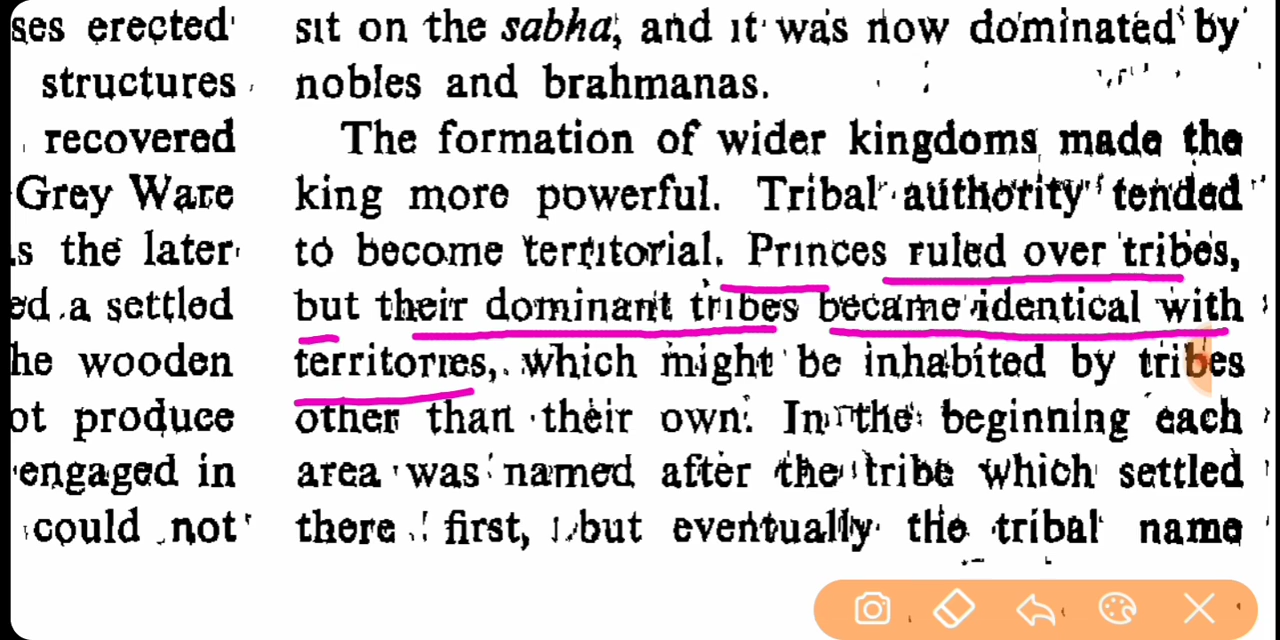 ses erected
structures
recovered
Grey Ware
s the later
ed a settled
he wooden
ot produce
engaged in
could not
sit on the sabha, and it was now dominated by
nobles and brahmanas.
The formation of wider kingdoms made the
king more powerful. Tribal authority tended
to become territorial. Princes ruled over tribes,
but their dominant tribes became identical with
territories, which might be inhabited by tribes
other than their own. In the beginning each
area was named after the tribe which settled
there first, but eventually the tribal name